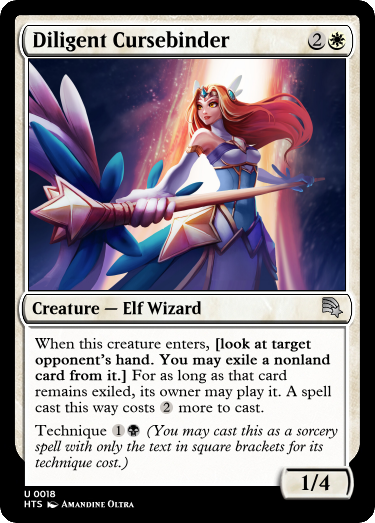 Diligent Cursebinder 2
Creature — Elf Wizard
When this creature enters, [look at target
opponent's hand. You may exile a nonland
card from it.] For as long as that card
remains exiled, its owner may play it. A spell
cast this way costs 2 more to cast.
Technique 1 (You may cast this as a sorcery
spell with only the text in square brackets for its
technique cost.)
1/4
U 0018
HTS Amandine Oltra